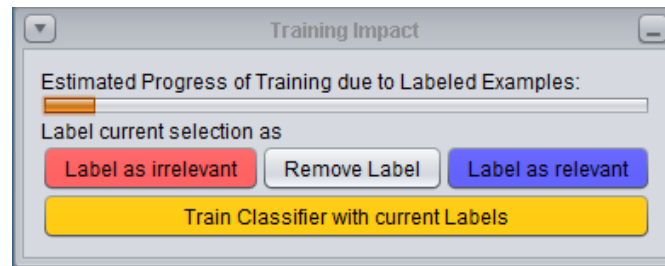 Training Impact
Estimated Progress of Training due to Labeled Examples:
Label current selection as
Label as irrelevant Remove Label Label as relevant
Train Classifier with current Labels